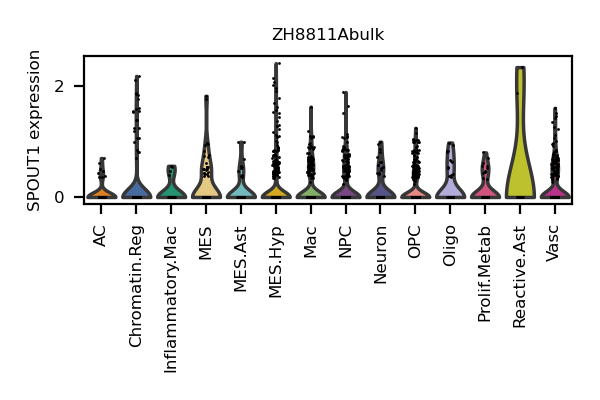 ZH8811Abulk
SPOUT1 expression
2
0
AC
Chromatin.Reg
Inflammatory.Mac
MES
MES.Ast
MES.Hyp
Mac
NPC
Neuron
OPC
Oligo
Prolif.Metab
Reactive.Ast
Vasc